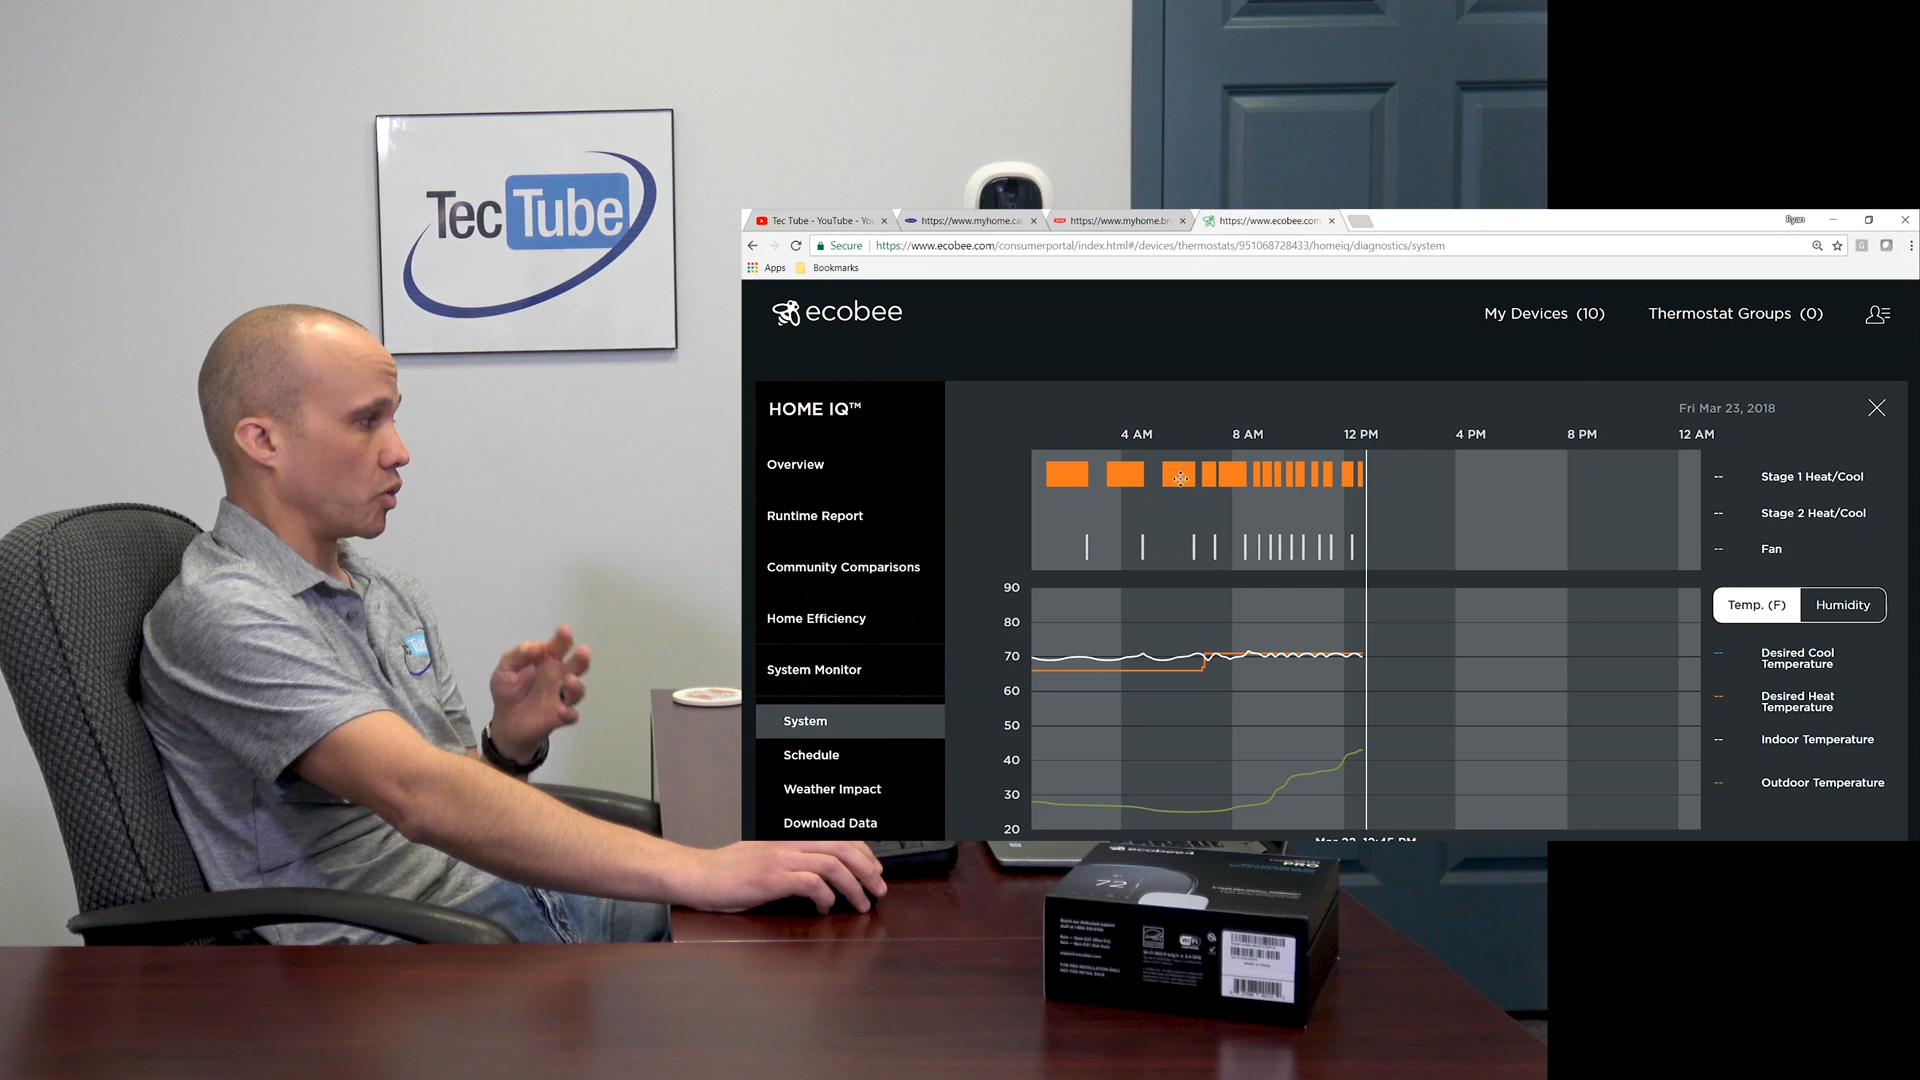 TecTube
Tec Tube - YouTube - Yo
https://www.myhome.ca
https://www.myhome.br
https://www.ecobee.com
Ryan
Secure
https://www.ecobee.com/consumerportal/index.html#/devices/thermostats/951068728433/homeiq/diagnostics/system
Apps
Bookmarks
ecobee
My Devices (10)
Thermostat Groups (0)
HOME IQ™
Overview
Runtime Report
Community Comparisons
Home Efficiency
System Monitor
System
Schedule
Weather Impact
Download Data
Fri Mar 23, 2018
4 AM 8 AM 12 PM 4 PM 8 PM 12 AM
-- Stage 1 Heat/Cool
-- Stage 2 Heat/Cool
-- Fan
90
80
70
60
50
40
30
20
Temp. (F) Humidity
-- Desired Cool
Temperature
-- Desired Heat
Temperature
-- Indoor Temperature
-- Outdoor Temperature
ecobee
72
WiFi